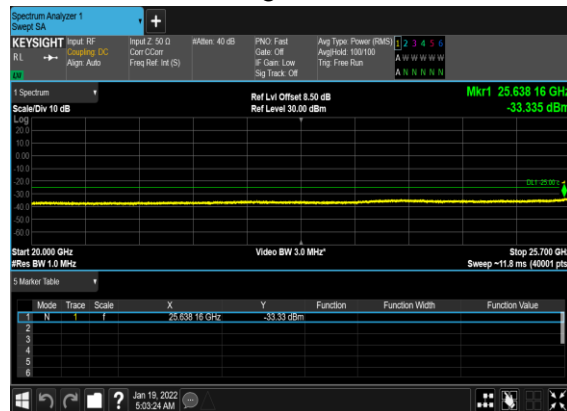 Spectrum Analyzer 1
Swept SA
+
KEYSIGHT Input: RF Input Z: 50 Ω #Atten: 40 dB PNO: Fast Avg Type: Power (RMS) 1 2 3 4 5 6
RL Coupling: DC Corr CCorr Gate: Off Avg|Hold: 100/100 A W W W W W
Align: Auto Freq Ref: Int (S) IF Gain: Low Trig: Free Run
Sig Track: Off A N N N N N
1 Spectrum Ref Lvl Offset 8.50 dB Mkr1 25.638 16 GHz
Scale/Div 10 dB Ref Level 30.00 dBm -33.335 dBm
Log
20.0
10.0
0.00
-10.0
-20.0
DL1 -25.00
-30.0
-40.0
-50.0
-60.0
Start 20.000 GHz Video BW 3.0 MHz* Stop 25.700 GH
#Res BW 1.0 MHz Sweep ~11.8 ms (40001 pts
5 Marker Table
Mode Trace Scale X Y Function Function Width Function Value
1 N 1 f 25.638 16 GHz -33.33 dBm
2
3
4
5
6
? Jan 19, 2022
5:03:24 AM